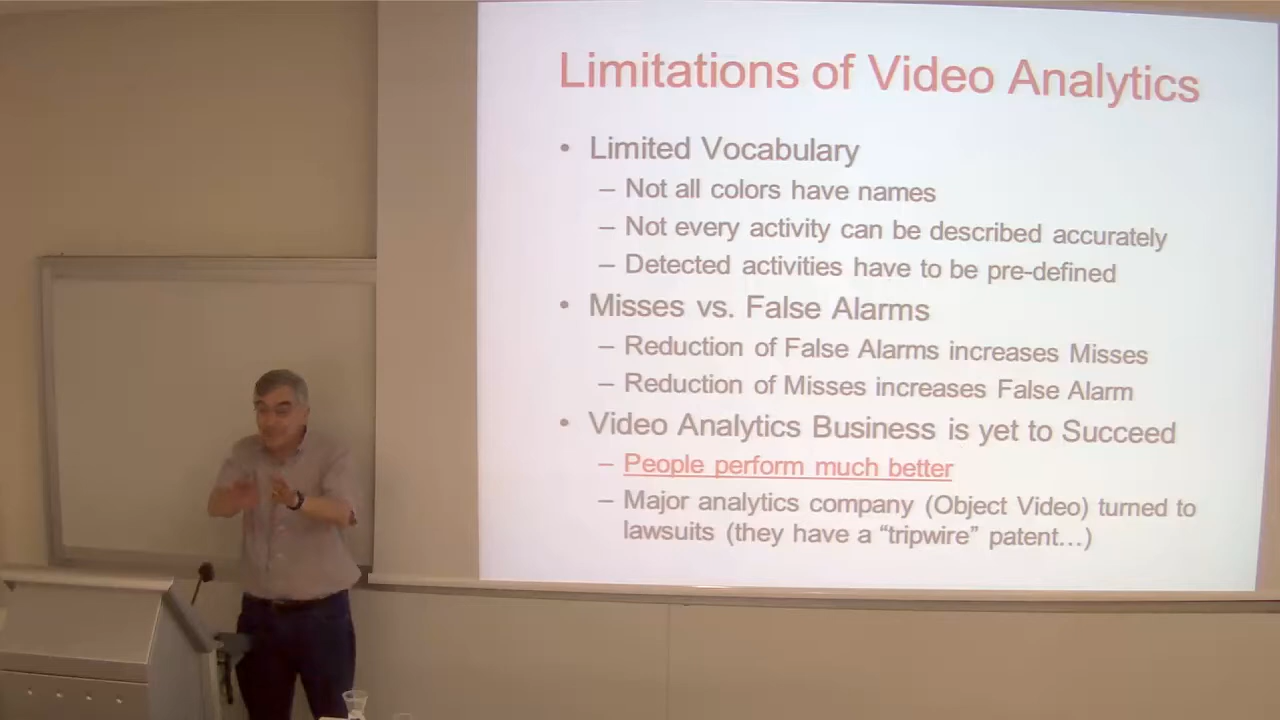 Limitations of Video Analytics
• Limited Vocabulary
– Not all colors have names
– Not every activity can be described accurately
– Detected activities have to be pre-defined
• Misses vs. False Alarms
– Reduction of False Alarms increases Misses
– Reduction of Misses increases False Alarm
• Video Analytics Business is yet to Succeed
– People perform much better
– Major analytics company (Object Video) turned to
lawsuits (they have a “tripwire” patent…)